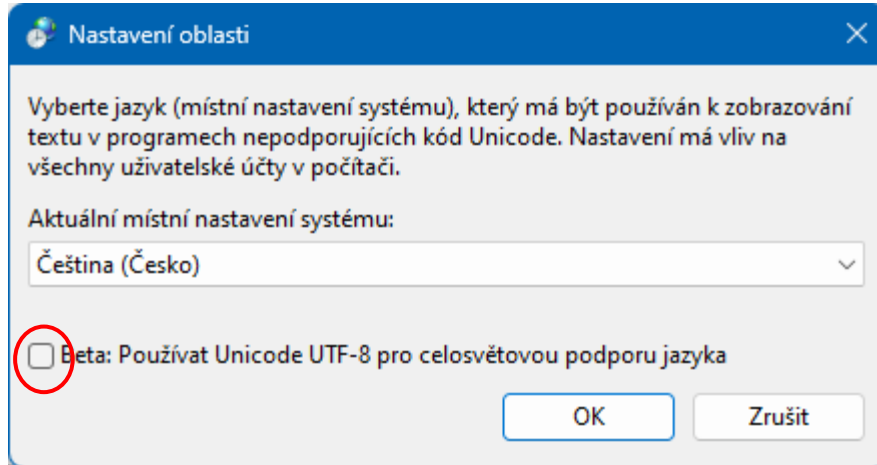 Nastavení oblasti
Vyberte jazyk (místní nastavení systému), který má být používán k zobrazování
textu v programech nepodporujících kód Unicode. Nastavení má vliv na
všechny uživatelské účty v počítači.
Aktuální místní nastavení systému:
Čeština (Česko)
Beta: Používat Unicode UTF-8 pro celosvětovou podporu jazyka
OK Zrušit